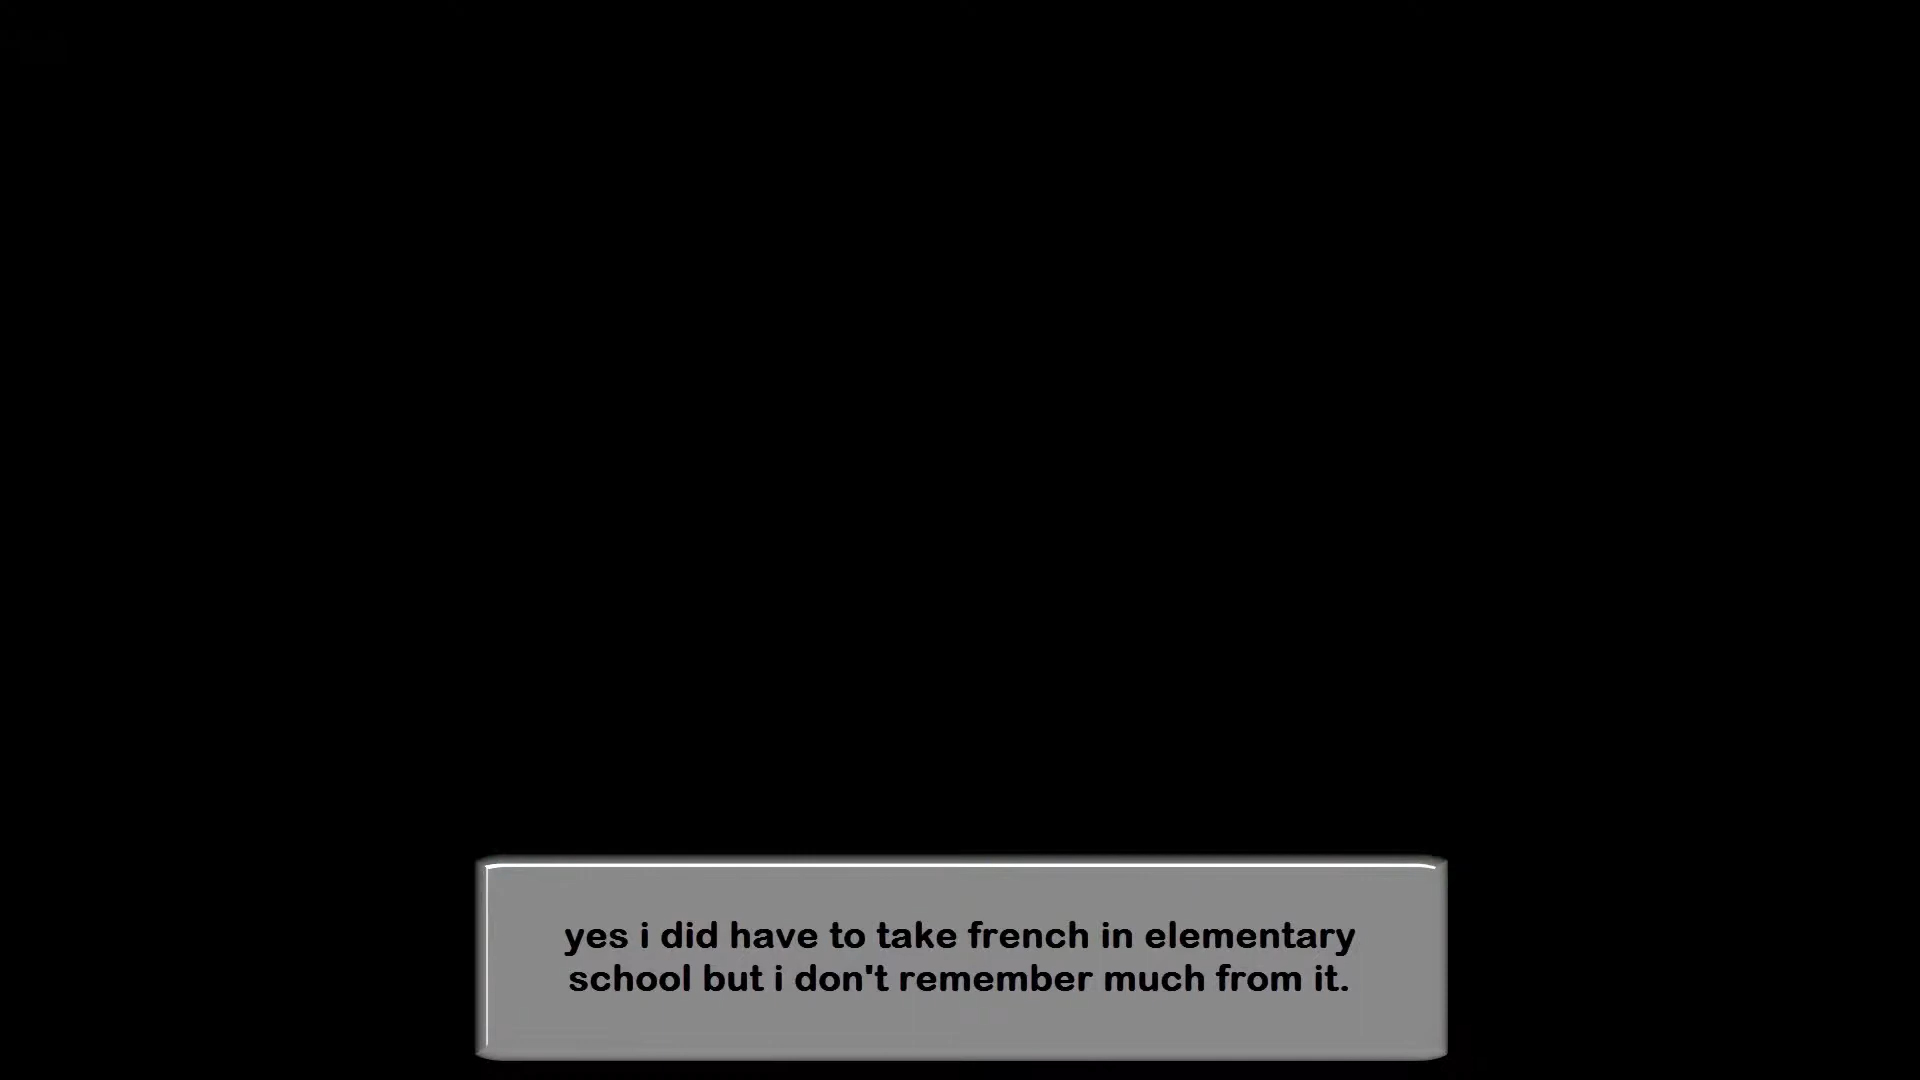 yes i did have to take french in elementary
school but i don't remember much from it.